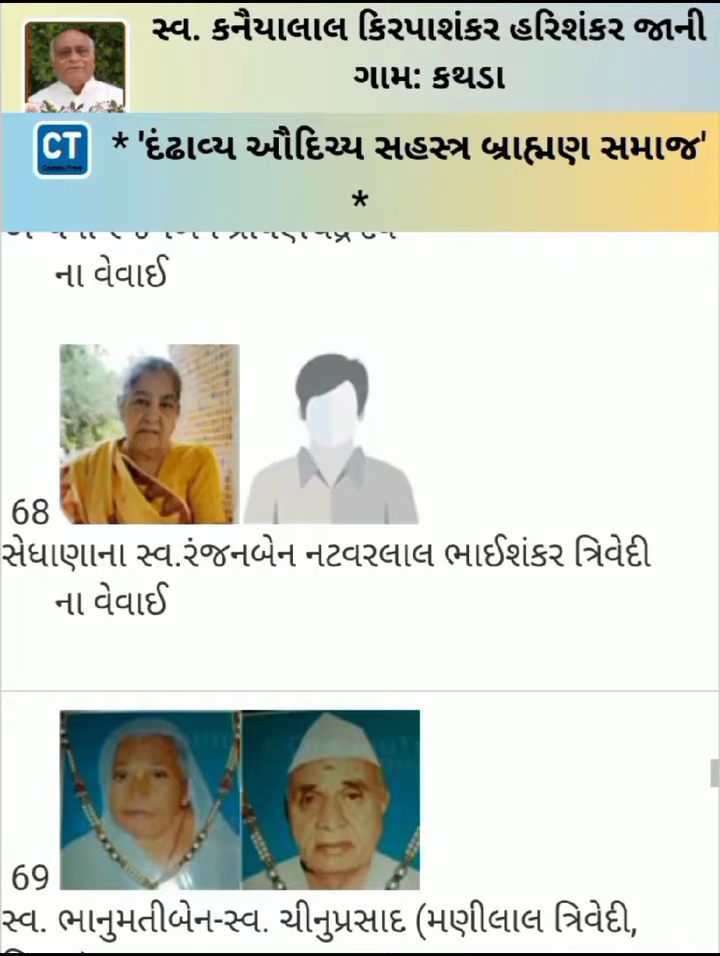 સ્વ. કનૈયાલાલ કિરપાશંકર હરિશંકર જાની
ગામ: કથડા
CT
CommuTree
* 'દંઢાવ્ય ઔદિચ્ય સહસ્ત્ર બ્રાહ્મણ સમાજ'
*
ના વેવાઈ
68
સેધાણાના સ્વ.રંજનબેન નટવરલાલ ભાઈશંકર ત્રિવેદી
ના વેવાઈ
69
સ્વ. ભાનુમતીબેન-સ્વ. ચીનુપ્રસાદ (મણીલાલ ત્રિવેદી,